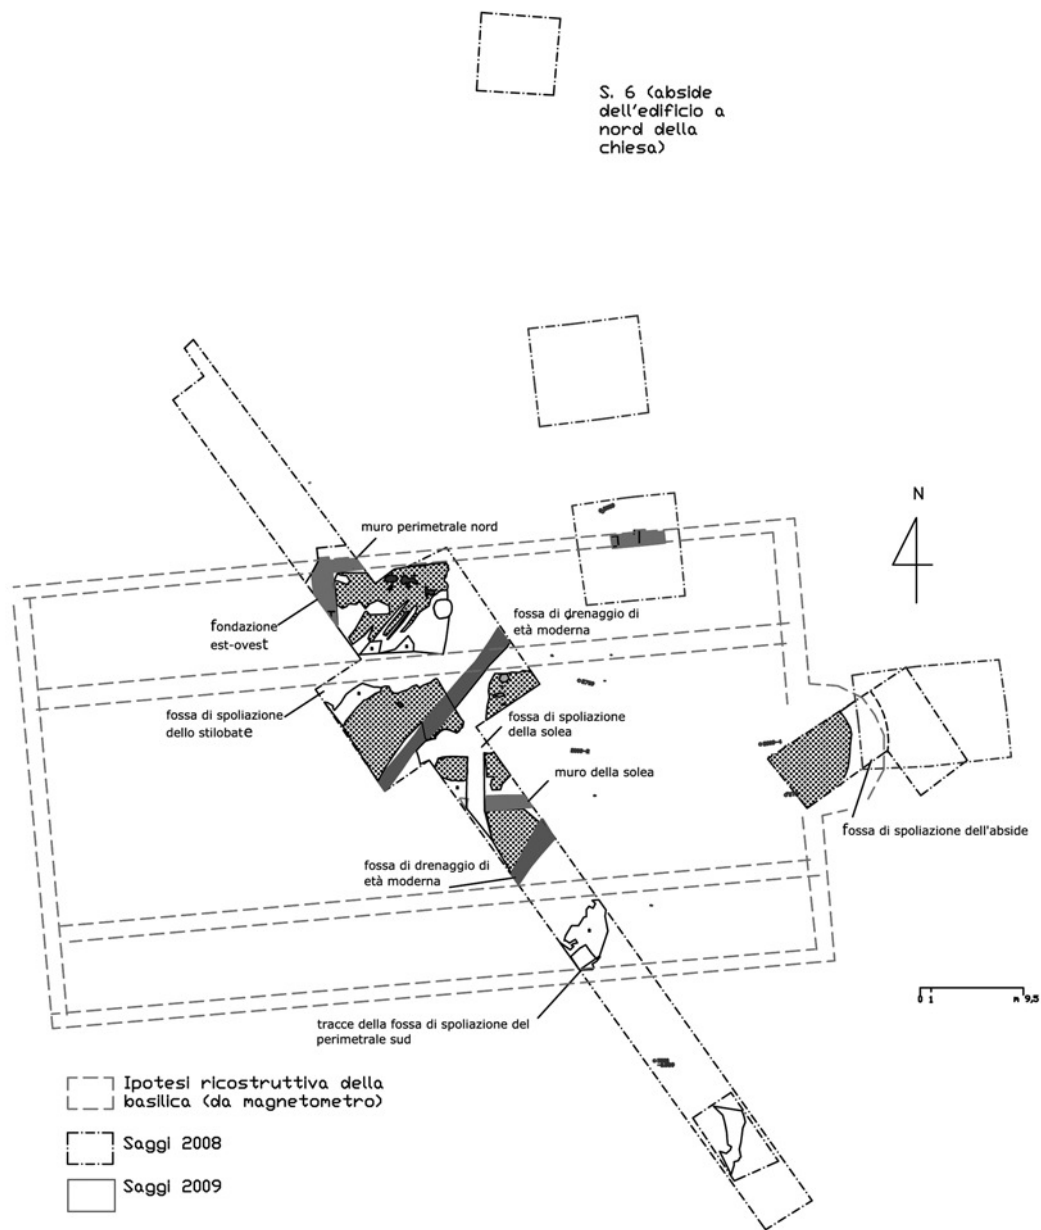 S. 6 (abside
dell'edificio a
nord della
chiesa)
N
muro perimetrale nord
fondazione
est-ovest
fossa di drenaggio di
età moderna
fossa di spoliazione
dello stilobate
fossa di spoliazione
della solea
muro della solea
fossa di spoliazione dell'abside
fossa di drenaggio di
età moderna
tracce della fossa di spoliazione del
perimetrale sud
0 1 m 9,5
Ipotesi ricostruttiva della
basilica (da magnetometro)
Saggi 2008
Saggi 2009